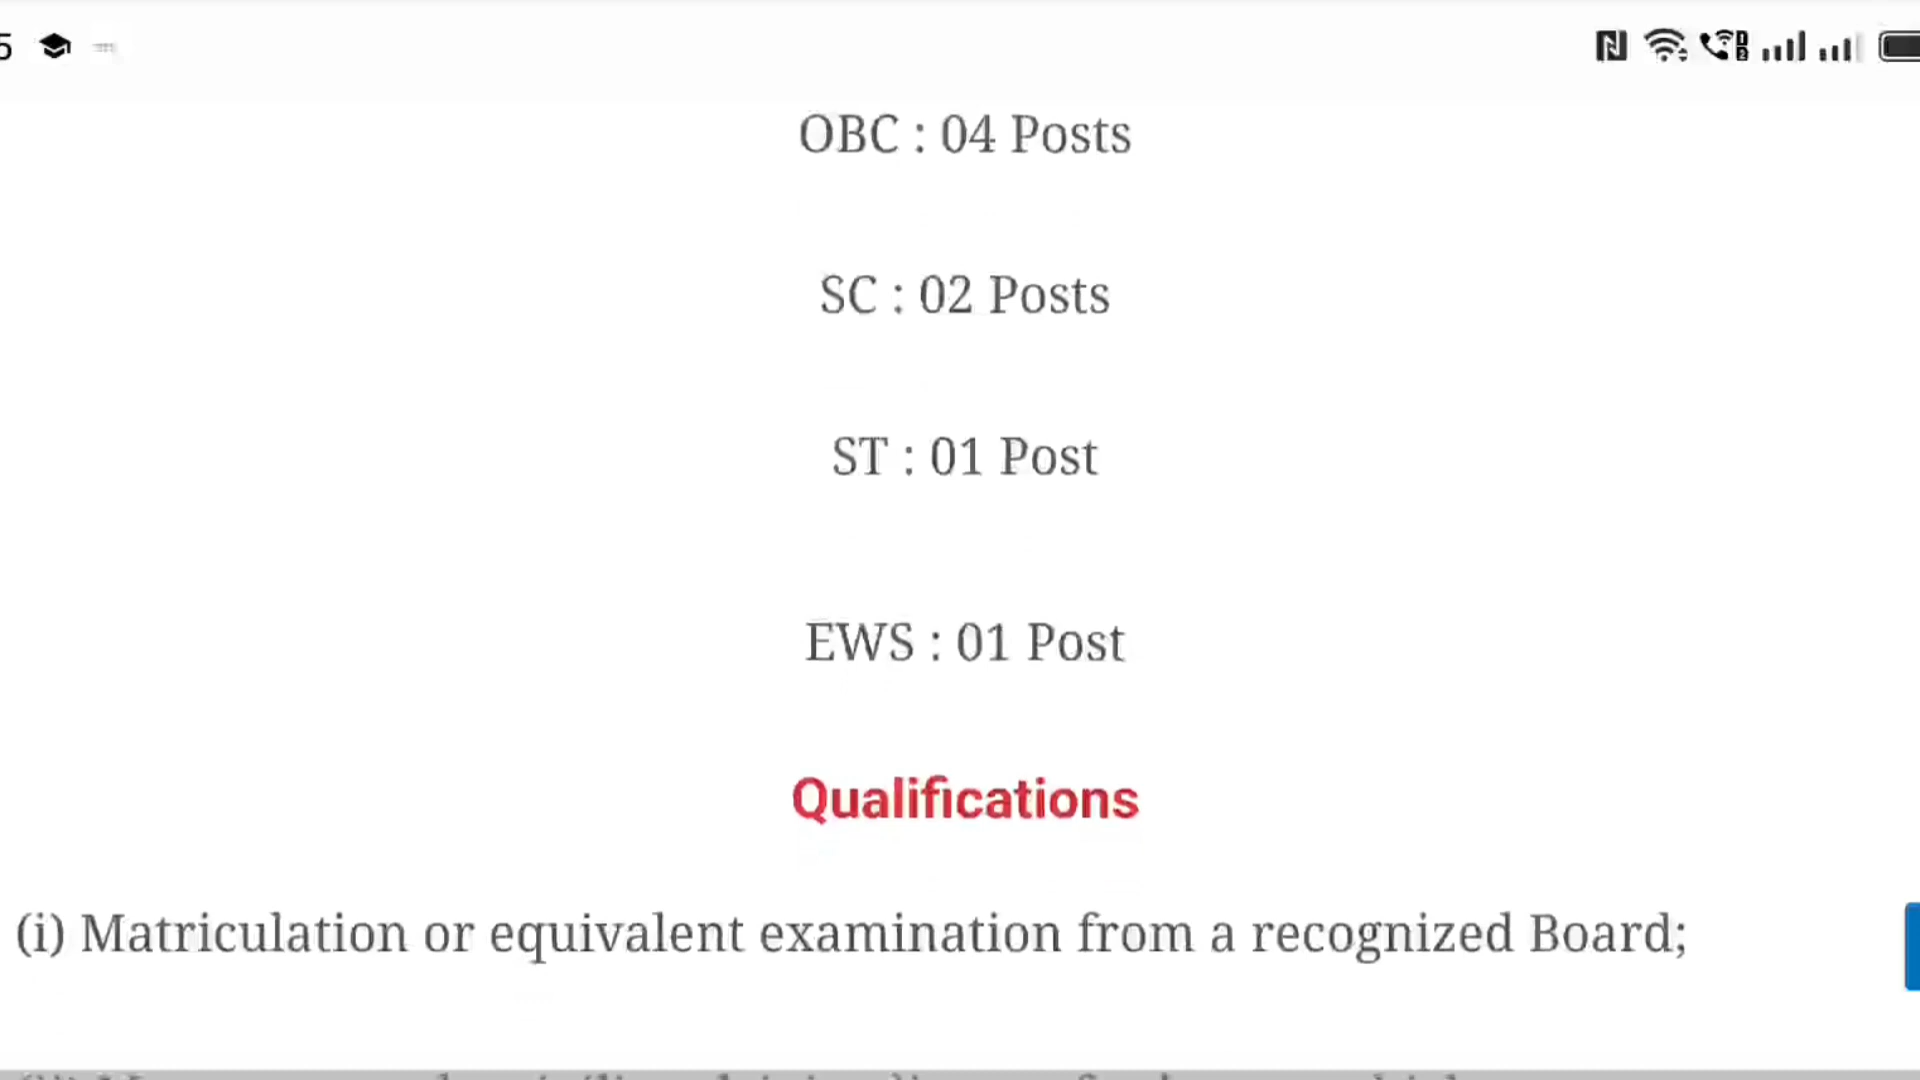 5
OBC : 04 Posts
SC : 02 Posts
ST : 01 Post
EWS : 01 Post
Qualifications
(i) Matriculation or equivalent examination from a recognized Board;